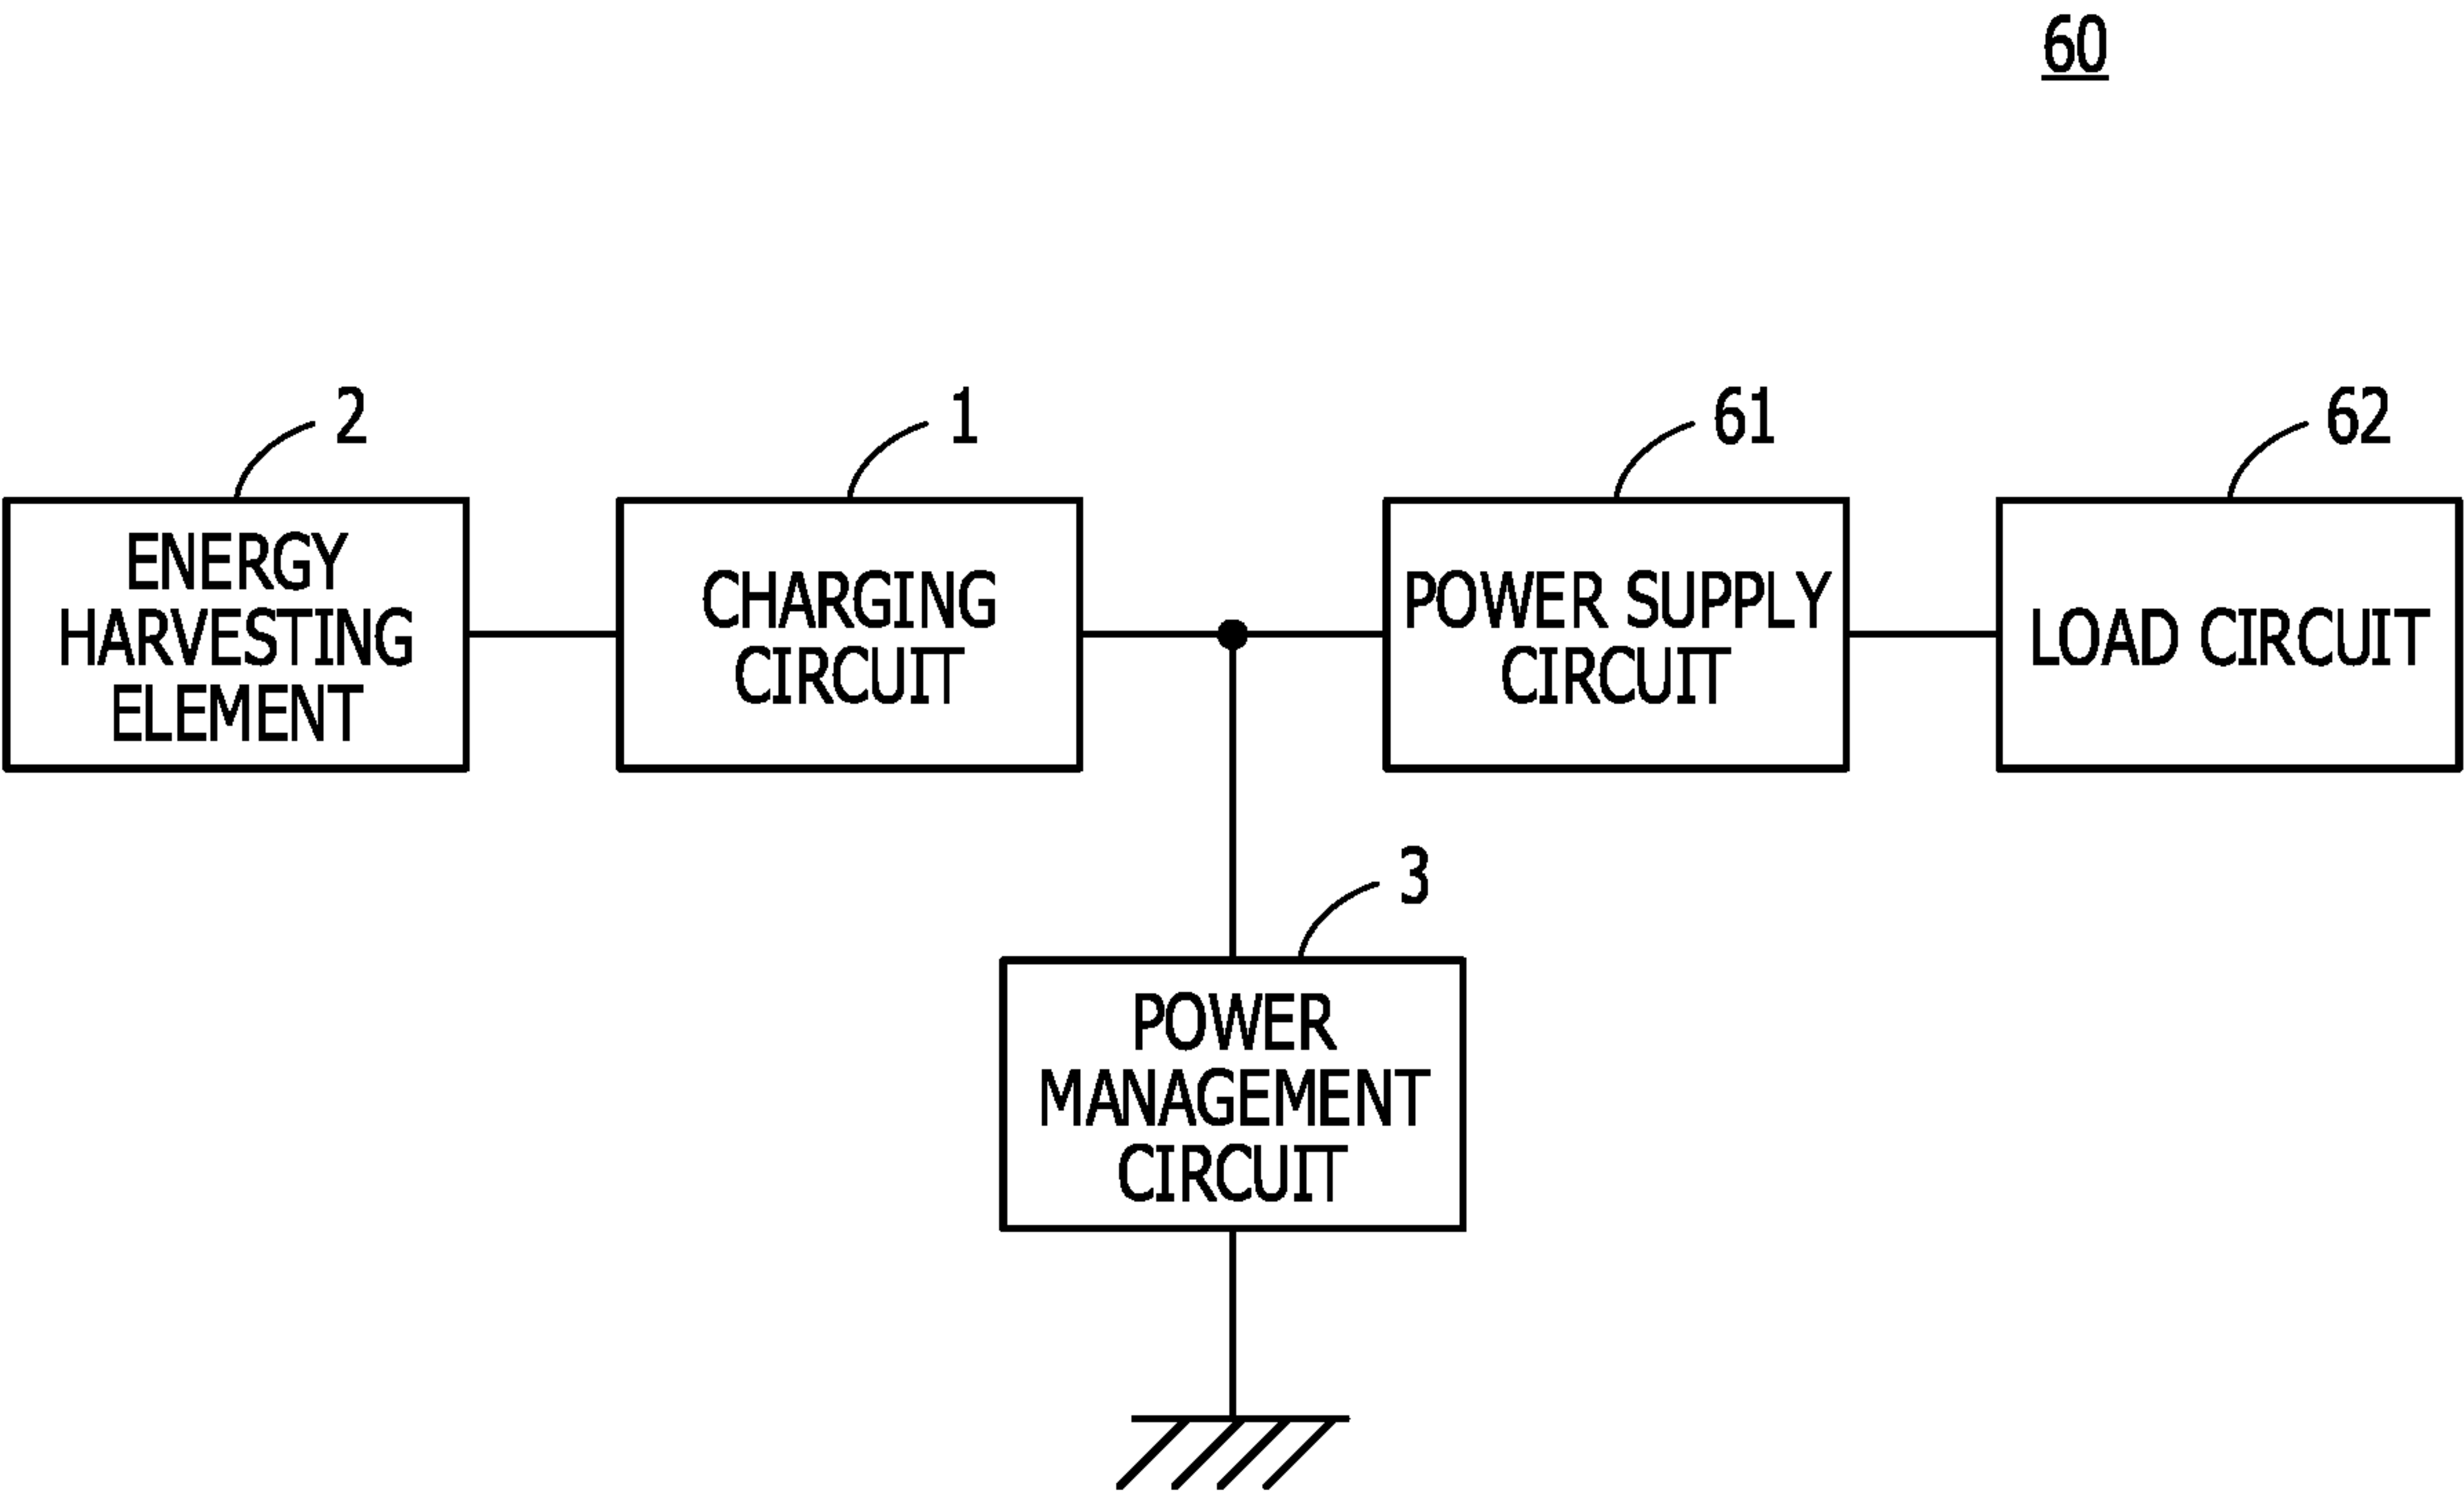 60
2
1
61
62
ENERGY
HARVESTING
ELEMENT
CHARGING
CIRCUIT
POWER SUPPLY
CIRCUIT
LOAD CIRCUIT
3
POWER
MANAGEMENT
CIRCUIT